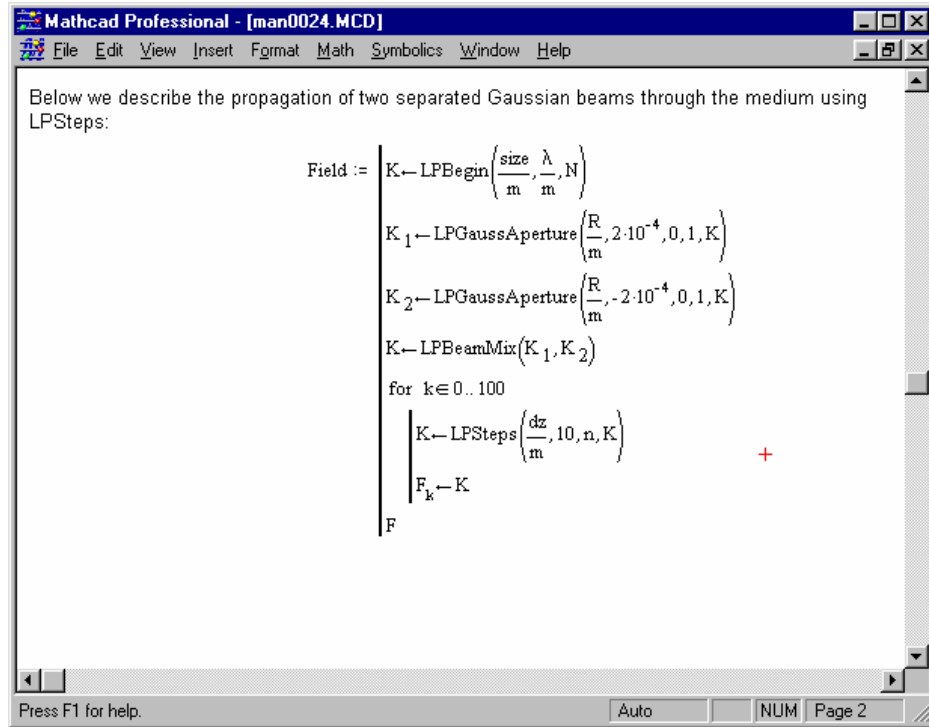 Mathcad Professional - [man0024.MCD]
File Edit View Insert Format Math Symbolics Window Help
Below we describe the propagation of two separated Gaussian beams through the medium using
LPSteps:
Field := K←LPBegin(size/m, λ/m, N)
K₁←LPGaussAperture(R/m, 2·10⁻⁴, 0, 1, K)
K₂←LPGaussAperture(R/m, -2·10⁻⁴, 0, 1, K)
K←LPBeamMix(K₁, K₂)
for k∈0..100
K←LPSteps(dz/m, 10, n, K)
Fₖ←K
F
Press F1 for help. Auto NUM Page 2